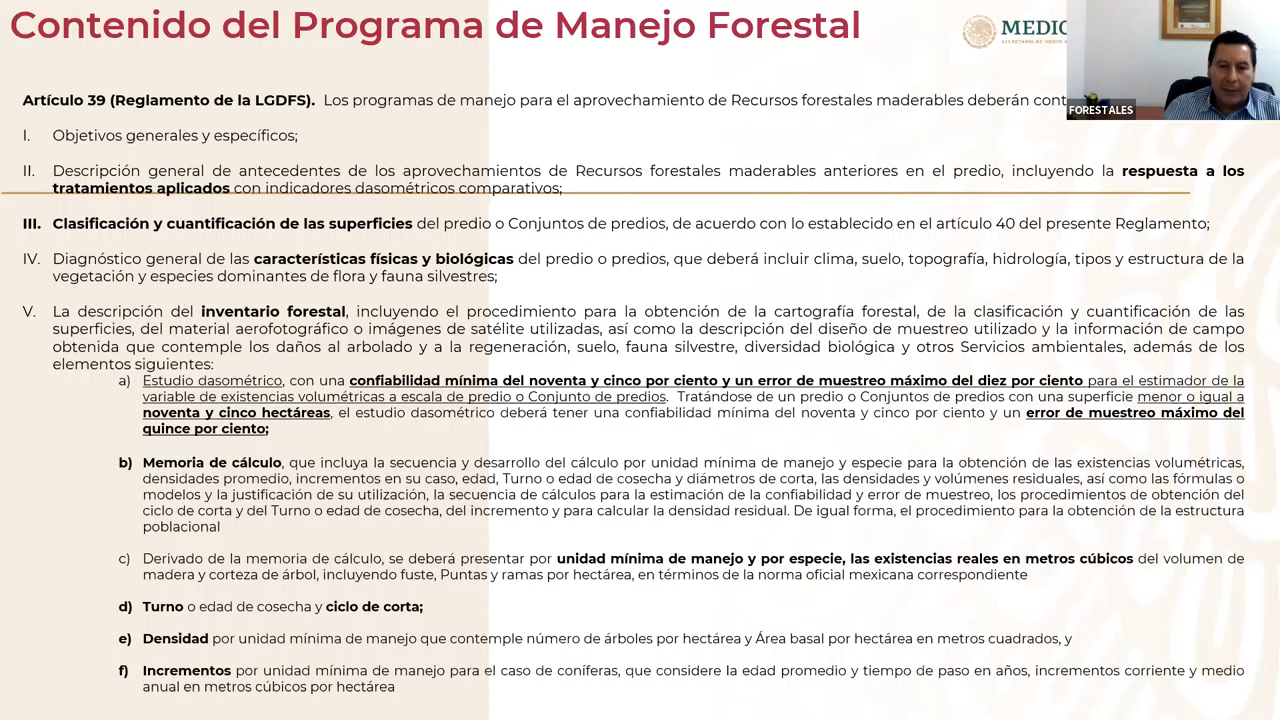 Contenido del Programa de Manejo Forestal
MEDIO
SECRETARÍA DE MEDIO
FORESTALES
Artículo 39 (Reglamento de la LGDFS). Los programas de manejo para el aprovechamiento de Recursos forestales maderables deberán
I. Objetivos generales y específicos;
II. Descripción general de antecedentes de los aprovechamientos de Recursos forestales maderables anteriores en el predio, incluyendo la respuesta a los
tratamientos aplicados con indicadores dasométricos comparativos;
III. Clasificación y cuantificación de las superficies del predio o Conjuntos de predios, de acuerdo con lo establecido en el artículo 40 del presente Reglamento;
IV. Diagnóstico general de las características físicas y biológicas del predio o predios, que deberá incluir clima, suelo, topografía, hidrología, tipos y estructura de la
vegetación y especies dominantes de flora y fauna silvestres;
V. La descripción del inventario forestal, incluyendo el procedimiento para la obtención de la cartografía forestal, de la clasificación y cuantificación de las
superficies, del material aerofotográfico o imágenes de satélite utilizadas, así como la descripción del diseño de muestreo utilizado y la información de campo
obtenida que contemple los daños al arbolado y a la regeneración, suelo, fauna silvestre, diversidad biológica y otros Servicios ambientales, además de los
elementos siguientes:
a) Estudio dasométrico, con una confiabilidad mínima del noventa y cinco por ciento y un error de muestreo máximo del diez por ciento para el estimador de la
variable de existencias volumétricas a escala de predio o Conjunto de predios. Tratándose de un predio o Conjuntos de predios con una superficie menor o igual a
noventa y cinco hectáreas, el estudio dasométrico deberá tener una confiabilidad mínima del noventa y cinco por ciento y un error de muestreo máximo del
quince por ciento;
b) Memoria de cálculo, que incluya la secuencia y desarrollo del cálculo por unidad mínima de manejo y especie para la obtención de las existencias volumétricas,
densidades promedio, incrementos en su caso, edad, Turno o edad de cosecha y diámetros de corta, las densidades y volúmenes residuales, así como las fórmulas o
modelos y la justificación de su utilización, la secuencia de cálculos para la estimación de la confiabilidad y error de muestreo, los procedimientos de obtención del
ciclo de corta y del Turno o edad de cosecha, del incremento y para calcular la densidad residual. De igual forma, el procedimiento para la obtención de la estructura
poblacional
c) Derivado de la memoria de cálculo, se deberá presentar por unidad mínima de manejo y por especie, las existencias reales en metros cúbicos del volumen de
madera y corteza de árbol, incluyendo fuste, Puntas y ramas por hectárea, en términos de la norma oficial mexicana correspondiente
d) Turno o edad de cosecha y ciclo de corta;
e) Densidad por unidad mínima de manejo que contemple número de árboles por hectárea y Área basal por hectárea en metros cuadrados, y
f) Incrementos por unidad mínima de manejo para el caso de coníferas, que considere la edad promedio y tiempo de paso en años, incrementos corriente y medio
anual en metros cúbicos por hectárea